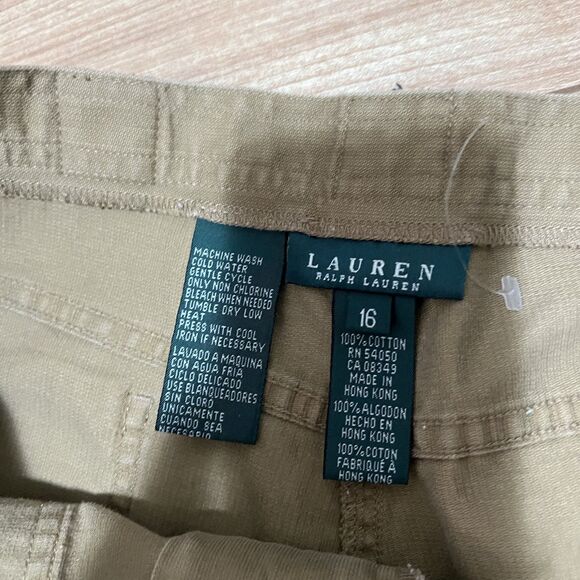 MACHINE WASH
COLD WATER
GENTLE CYCLE
ONLY NON CHLORINE
BLEACH WHEN NEEDED
TUMBLE DRY LOW
HEAT
PRESS WITH COOL
IRON IF NECESSARY
LAVADO A MAQUINA
CON AGUA FRIA
CICLO DELICADO
USE BLANQUEADORES
SIN CLORO
UNICAMENTE
CUANDO SEA
NECESARIO
LAUREN
RALPH LAUREN
16
100% COTTON
RN 54050
CA 08349
MADE IN
HONG KONG
100% ALGODON
HECHO EN
HONG KONG
100% COTON
FABRIQUÉ À
HONG KONG